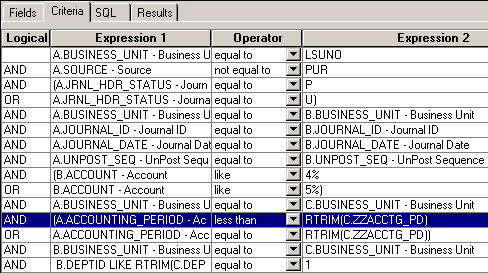 Fields Criteria SQL Results
Logical Expression 1 Operator Expression 2
A.BUSINESS_UNIT - Business U equal to LSUNO
AND A.SOURCE - Source not equal to PUR
AND (A.JRNL_HDR_STATUS - Journ equal to P
OR A.JRNL_HDR_STATUS - Journa equal to U)
AND A.BUSINESS_UNIT - Business U equal to B.BUSINESS_UNIT - Business Unit
AND A.JOURNAL_ID - Journal ID equal to B.JOURNAL_ID - Journal ID
AND A.JOURNAL_DATE - Journal Dat equal to B.JOURNAL_DATE - Journal Date
AND A.UNPOST_SEQ - UnPost Sequ equal to B.UNPOST_SEQ - UnPost Sequence
AND (B.ACCOUNT - Account like 4%
OR B.ACCOUNT - Account like 5%)
AND A.BUSINESS_UNIT - Business U equal to C.BUSINESS_UNIT - Business Unit
AND (A.ACCOUNTING_PERIOD - Ac less than RTRIM(C.ZZACCTG_PD)
OR A.ACCOUNTING_PERIOD - Acc equal to RTRIM(C.ZZACCTG_PD))
AND B.BUSINESS_UNIT - Business U equal to C.BUSINESS_UNIT - Business Unit
AND B.DEPTID LIKE RTRIM(C.DEP equal to 1